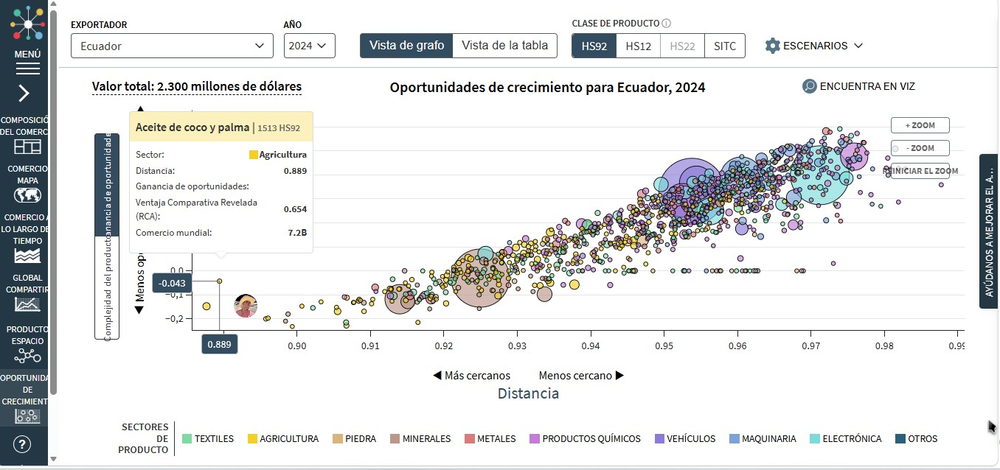 MENÚ
COMPOSICIÓ
DEL COMERC
COMERCIO
MAPA
COMERCIO A
LO LARGO DE
TIEMPO
GLOBAL
COMPARTIR
PRODUCTO
ESPACIO
OPORTUNIDA
DE
CRECIMIENT
?
EXPORTADOR
Ecuador
AÑO
2024
Vista de grafo
Vista de la tabla
CLASE DE PRODUCTO
HS92
HS12
HS22
SITC
ESCENARIOS
Valor total: 2.300 millones de dólares
Oportunidades de crecimiento para Ecuador, 2024
ENCUENTRA EN VIZ
Aceite de coco y palma | 1513 HS92
Sector: Agricultura
Distancia: 0.889
Ganancia de oportunidades:
Ventaja Comparativa Revelada
(RCA): 0.654
Comercio mundial: 7.2B
+ ZOOM
- ZOOM
REINICIAR EL ZOOM
AYÚDANOS A MEJORAR EL A...
ancia de oportunidade
Complejidad del product
Menos opo
0,0
-0.043
-0,1
-0,2
0.889
0.90
0.91
0.92
0.93
0.94
0.95
0.96
0.97
0.98
0.99
◀ Más cercanos
Menos cercano ▶
Distancia
SECTORES
DE
PRODUCTO
TEXTILES
AGRICULTURA
PIEDRA
MINERALES
METALES
PRODUCTOS QUÍMICOS
VEHÍCULOS
MAQUINARIA
ELECTRÓNICA
OTROS